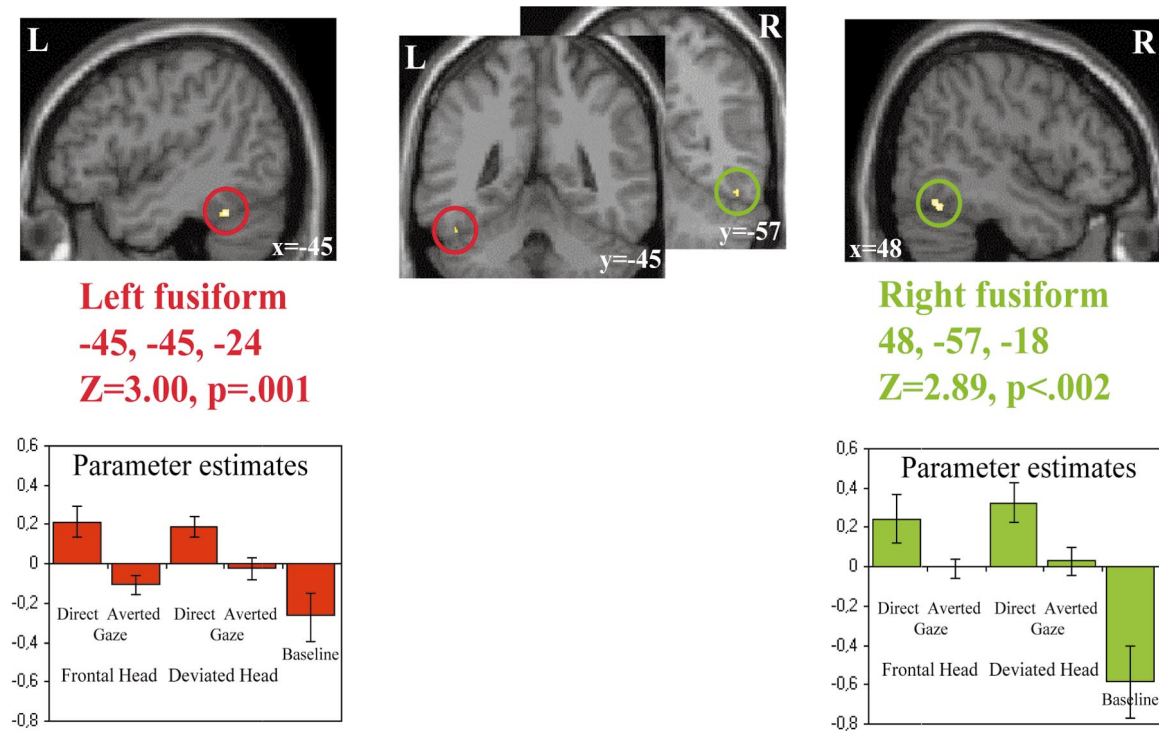 L
x=-45
L
y=-45
R
y=-57
R
x=48
Left fusiform
-45, -45, -24
Z=3.00, p=.001
Right fusiform
48, -57, -18
Z=2.89, p<.002
Parameter estimates
0,6
0,4
0,2
0
-0,2
-0,4
-0,6
-0,8
Direct Averted Direct Averted
Gaze Gaze
Baseline
Frontal Head Deviated Head
Parameter estimates
0,6
0,4
0,2
0
-0,2
-0,4
-0,6
-0,8
Direct Averted Direct Averted
Gaze Gaze
Frontal Head Deviated Head
Baseline